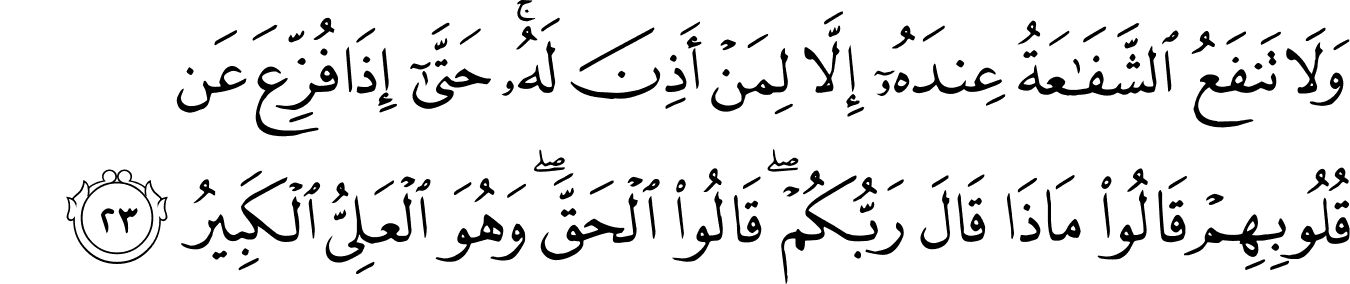 وَلَا تَنفَعُ ٱلشَّفَـٰعَةُ عِندَهُۥٓ إِلَّا لِمَنْ أَذِنَ لَهُۥ ۚ حَتَّىٰٓ إِذَا فُزِّعَ عَن
قُلُوبِهِمْ قَالُوا۟ مَاذَا قَالَ رَبُّكُمْ ۖ قَالُوا۟ ٱلْحَقَّ ۖ وَهُوَ ٱلْعَلِىُّ ٱلْكَبِيرُ ٢٣